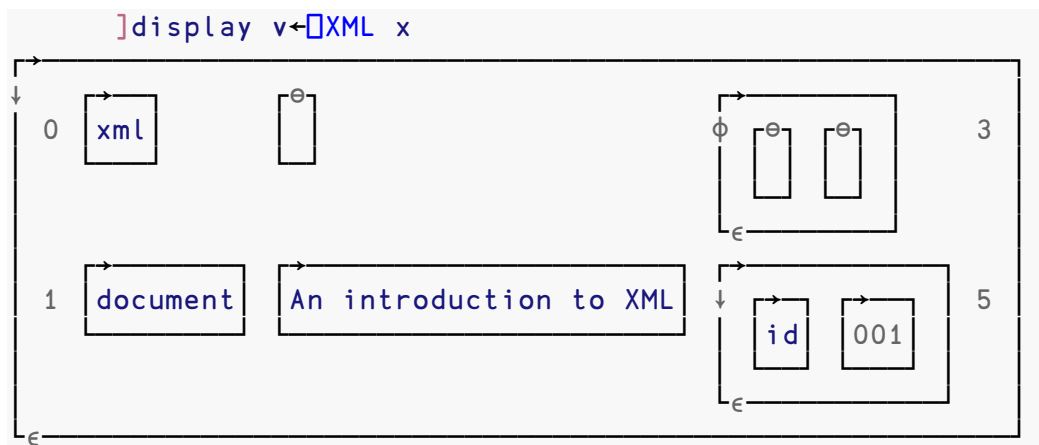 ]display v←⎕XML x
┌→────────────────────────────────────────────────────────┐
↓   ┌→──┐      ┌⊖┐                       ┌→────────┐      │
│ 0 │xml│      │ │                       ⌽ ┌⊖┐ ┌⊖┐ │    3 │
│   └───┘      └─┘                       │ │ │ │ │ │      │
│                                        │ └─┘ └─┘ │      │
│                                        └∊────────┘      │
│   ┌→───────┐ ┌→─────────────────────┐ ┌→───────────┐    │
│ 1 │document│ │An introduction to XML│ ↓ ┌→─┐ ┌→──┐ │  5 │
│   └────────┘ └──────────────────────┘ │ │id│ │001│ │    │
│                                       │ └──┘ └───┘ │    │
│                                       └∊───────────┘    │
└∊────────────────────────────────────────────────────────┘